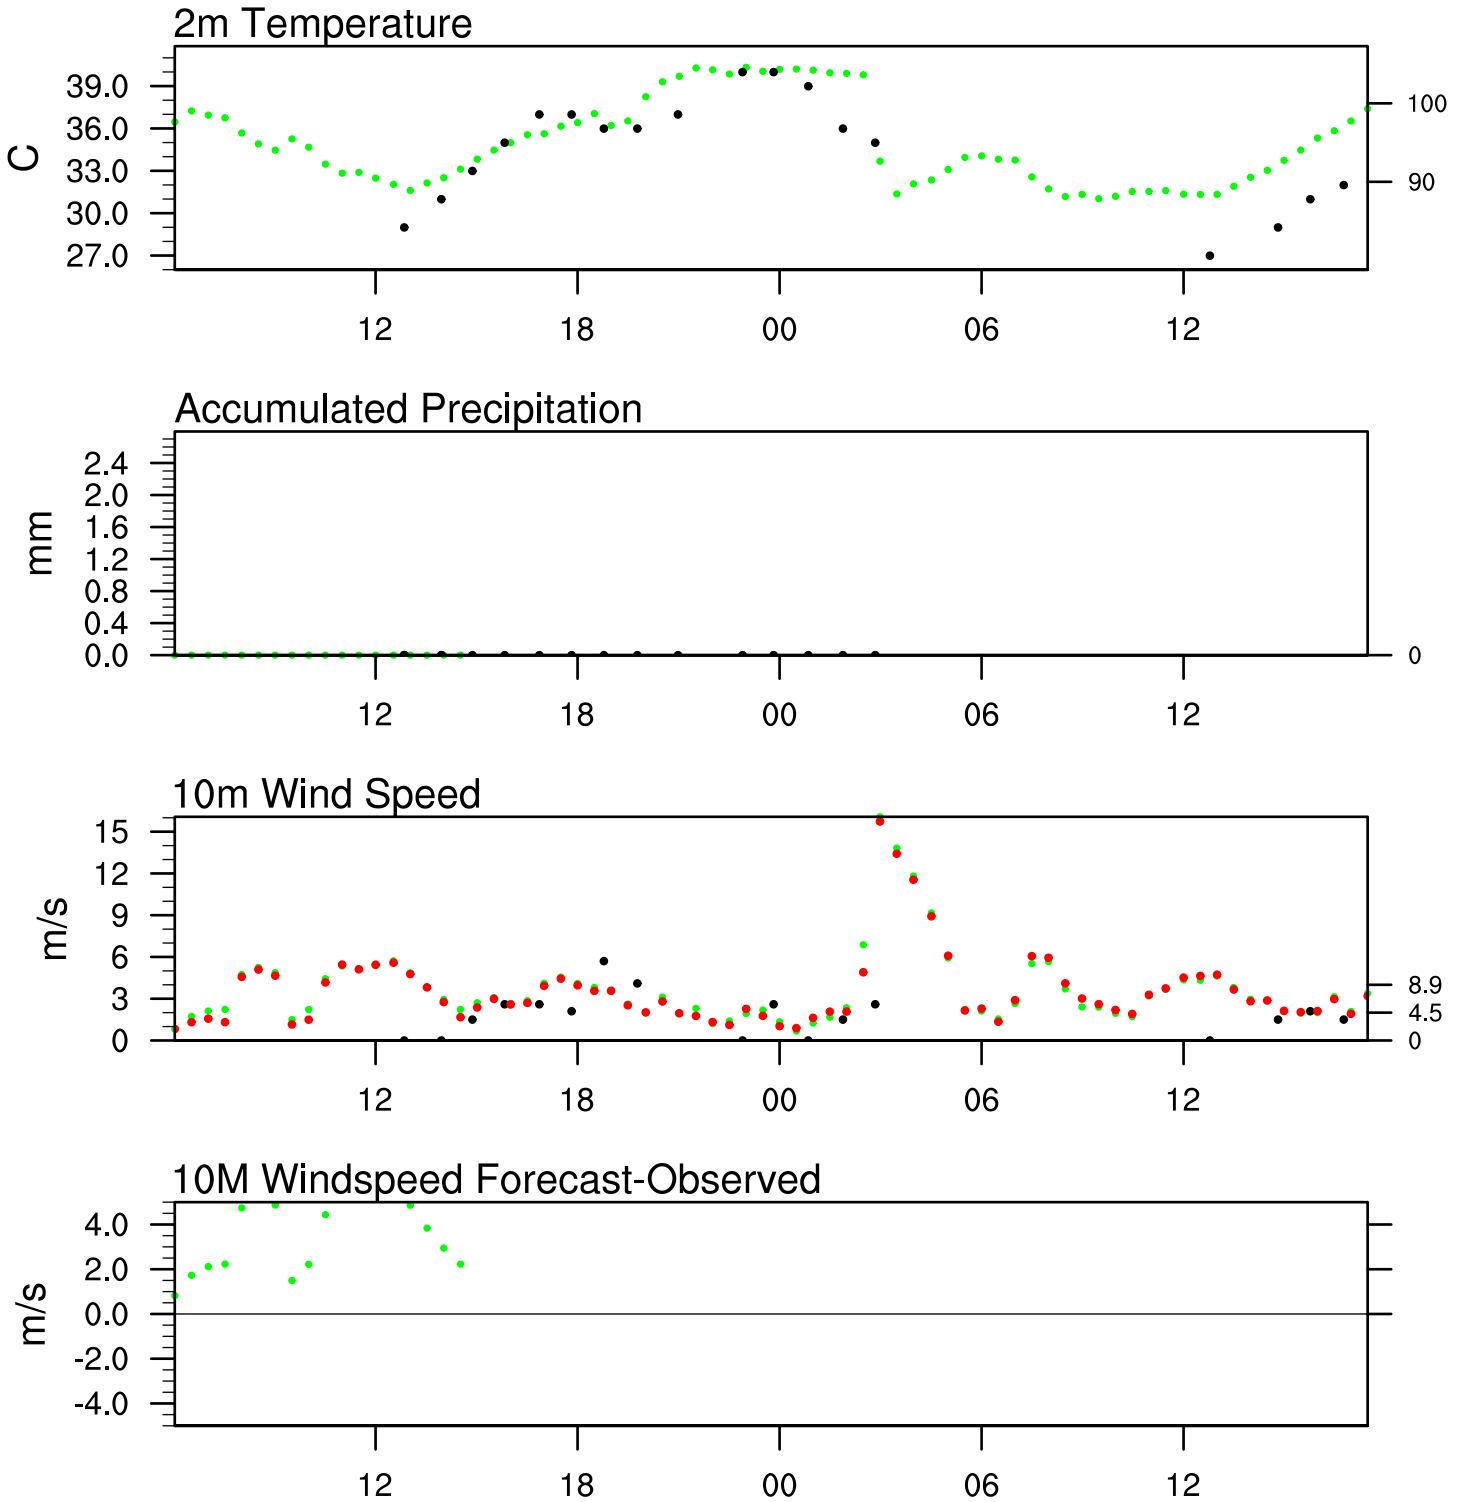 2m Temperature
39.0
36.0
33.0
30.0
27.0
C
100
90
12 18 00 06 12
Accumulated Precipitation
2.4
2.0
1.6
1.2
0.8
0.4
0.0
mm
0
12 18 00 06 12
10m Wind Speed
15
12
9
6
3
0
m/s
8.9
4.5
0
12 18 00 06 12
10M Windspeed Forecast-Observed
4.0
2.0
0.0
-2.0
-4.0
m/s
12 18 00 06 12